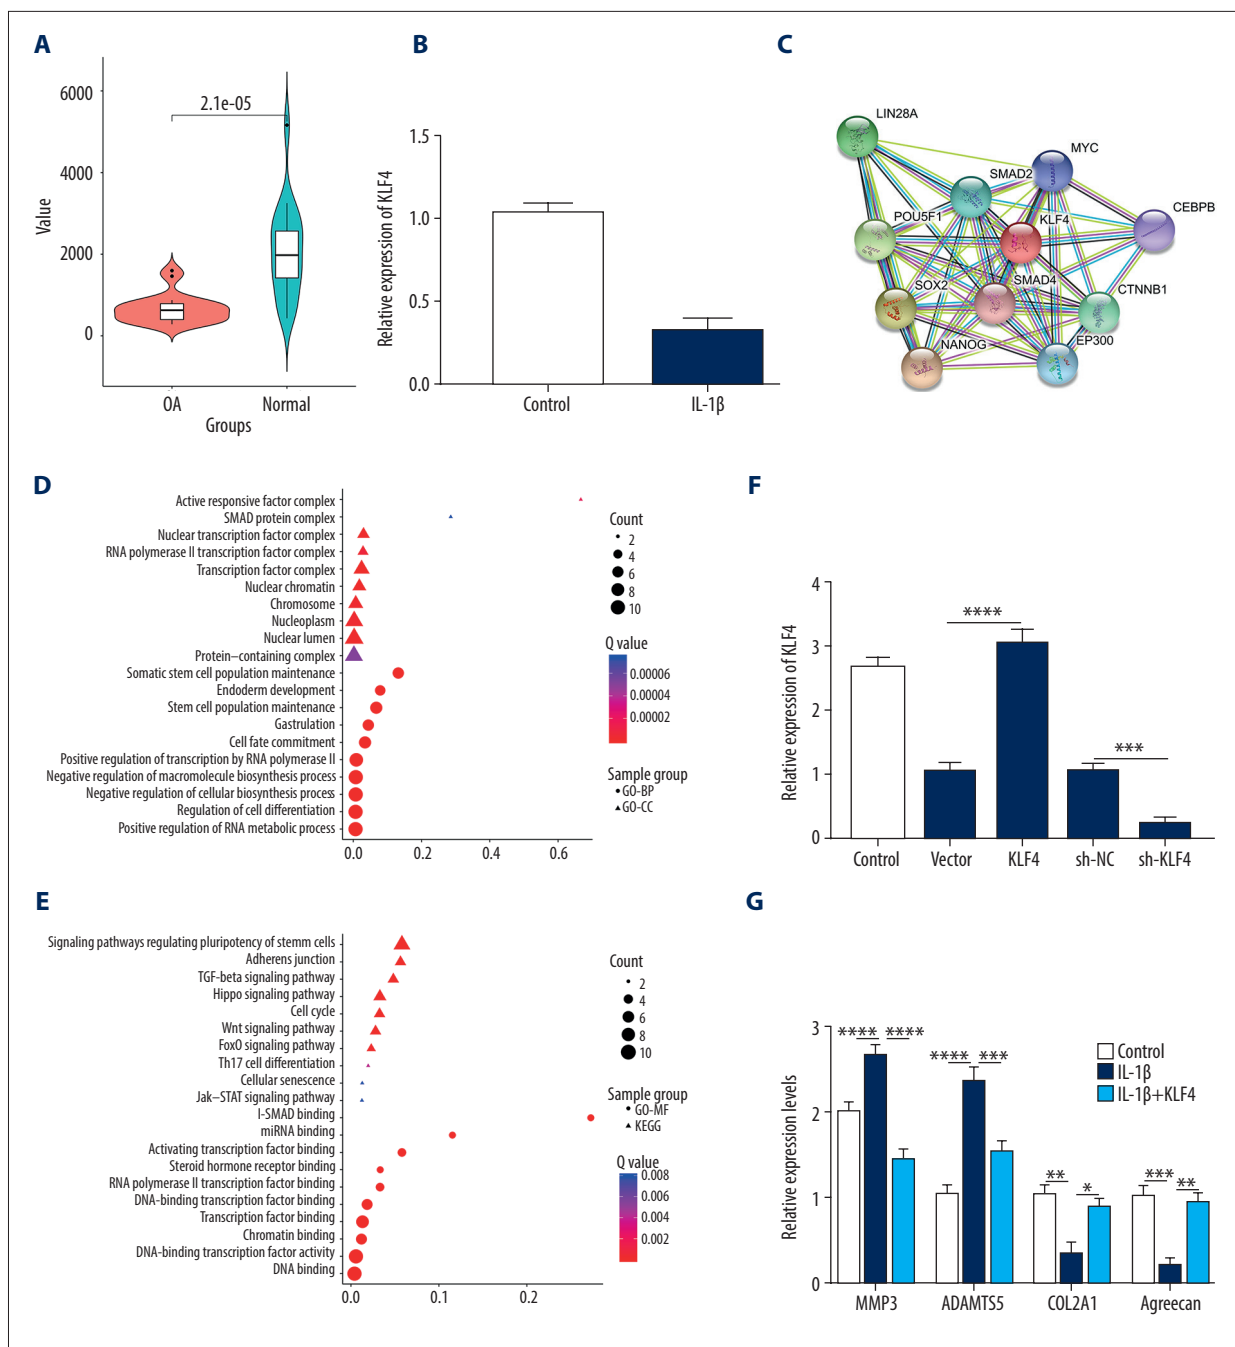 A
6000
4000
2000
0
Value
2.1e-05
OA
Normal
Groups
B
1.5
1.0
0.5
0.0
Relative expression of KLF4
Control
IL-1β
C
LIN28A
MYC
SMAD2
CEBPB
POU5F1
KLF4
SOX2
SMAD4
CTNNB1
NANOG
EP300
D
Active responsive factor complex
SMAD protein complex
Nuclear transcription factor complex
RNA polymerase II transcription factor complex
Transcription factor complex
Nuclear chromatin
Chromosome
Nucleoplasm
Nuclear lumen
Protein–containing complex
Somatic stem cell population maintenance
Endoderm development
Stem cell population maintenance
Gastrulation
Cell fate commitment
Positive regulation of transcription by RNA polymerase II
Negative regulation of macromolecule biosynthesis process
Negative regulation of cellular biosynthesis process
Regulation of cell differentiation
Positive regulation of RNA metabolic process
0.0
0.2
0.4
0.6
Count
2
4
6
8
10
Q value
0.00006
0.00004
0.00002
Sample group
GO-BP
GO-CC
E
Signaling pathways regulating pluripotency of stemm cells
Adherens junction
TGF-beta signaling pathway
Hippo signaling pathway
Cell cycle
Wnt signaling pathway
FoxO signaling pathway
Th17 cell differentiation
Cellular senescence
Jak–STAT signaling pathway
I-SMAD binding
miRNA binding
Activating transcription factor binding
Steroid hormone receptor binding
RNA polymerase II transcription factor binding
DNA-binding transcription factor binding
Transcription factor binding
Chromatin binding
DNA-binding transcription factor activity
DNA binding
0.0
0.1
0.2
Count
2
4
6
8
10
Sample group
GO-MF
KEGG
Q value
0.008
0.006
0.004
0.002
F
4
3
2
1
0
Relative expression of KLF4
****
***
Control
Vector
KLF4
sh-NC
sh-KLF4
G
3
2
1
0
Relative expression levels
**** ****
**** ***
** *
*** **
Control
IL-1β
IL-1β+KLF4
MMP3
ADAMTS5
COL2A1
Agreecan